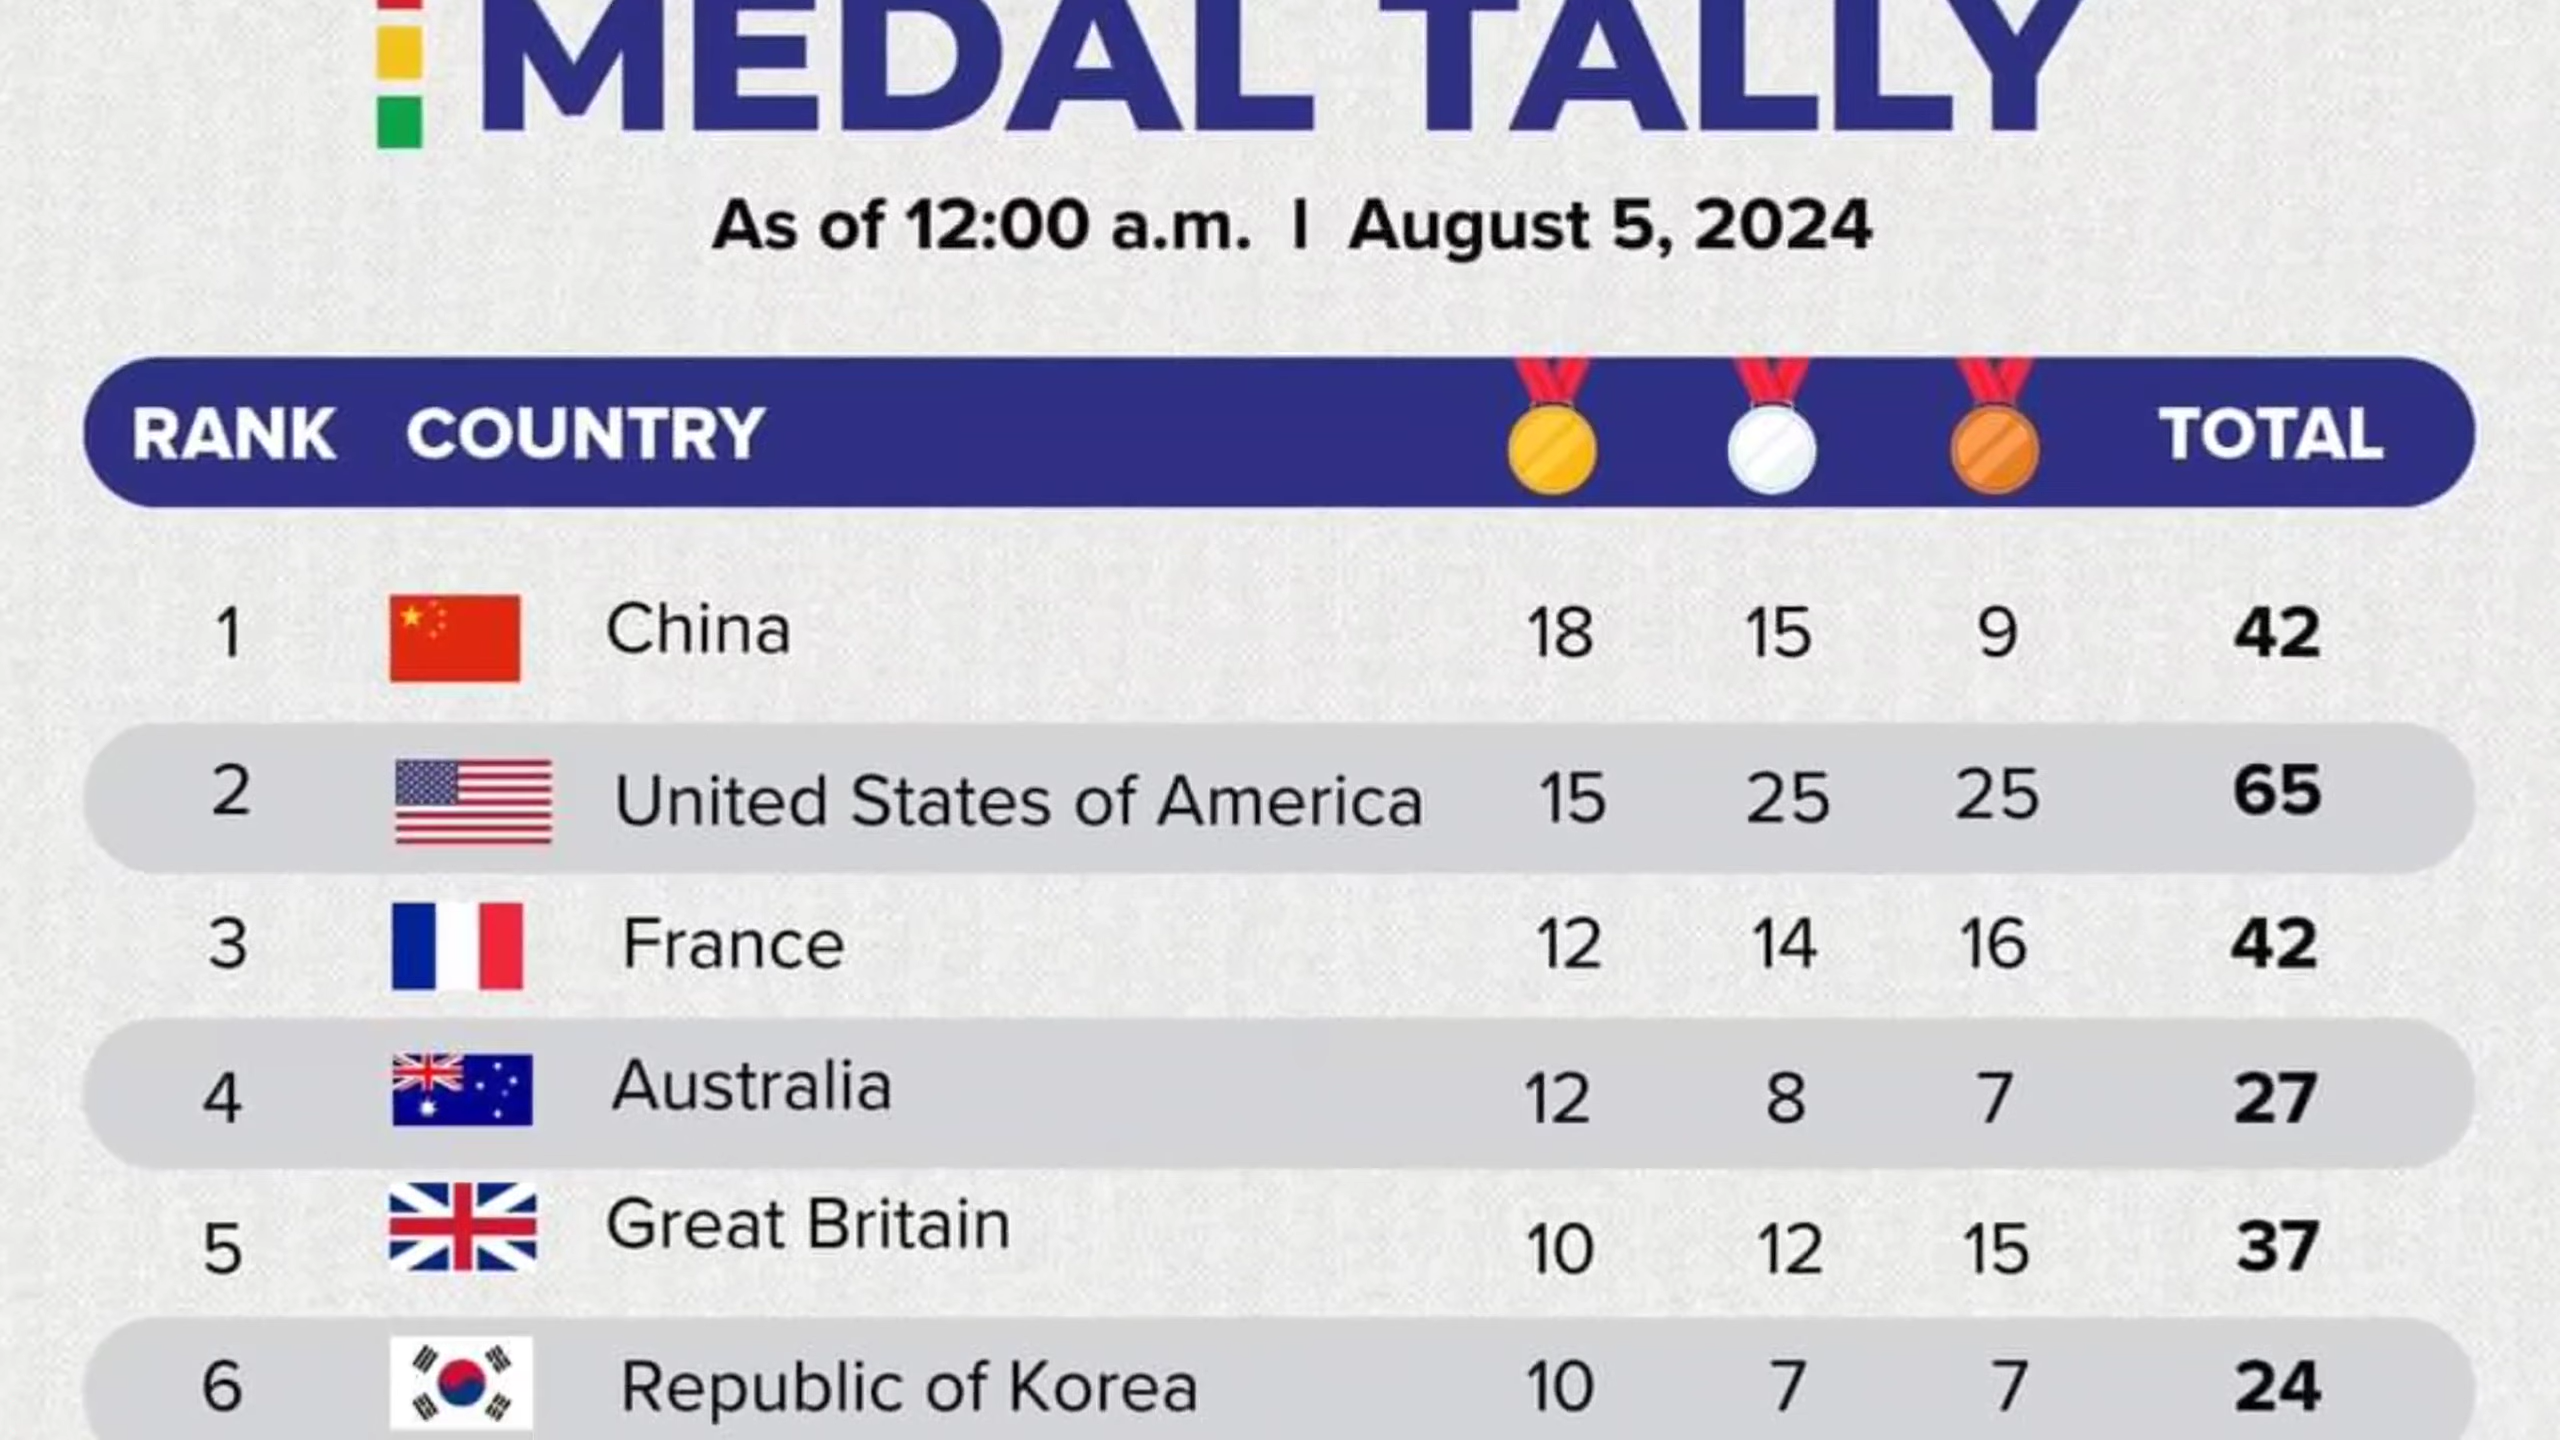 MEDAL TALLY
As of 12:00 a.m. | August 5, 2024
RANK COUNTRY TOTAL
1 China 18 15 9 42
2 United States of America 15 25 25 65
3 France 12 14 16 42
4 Australia 12 8 7 27
5 Great Britain 10 12 15 37
6 Republic of Korea 10 7 7 24